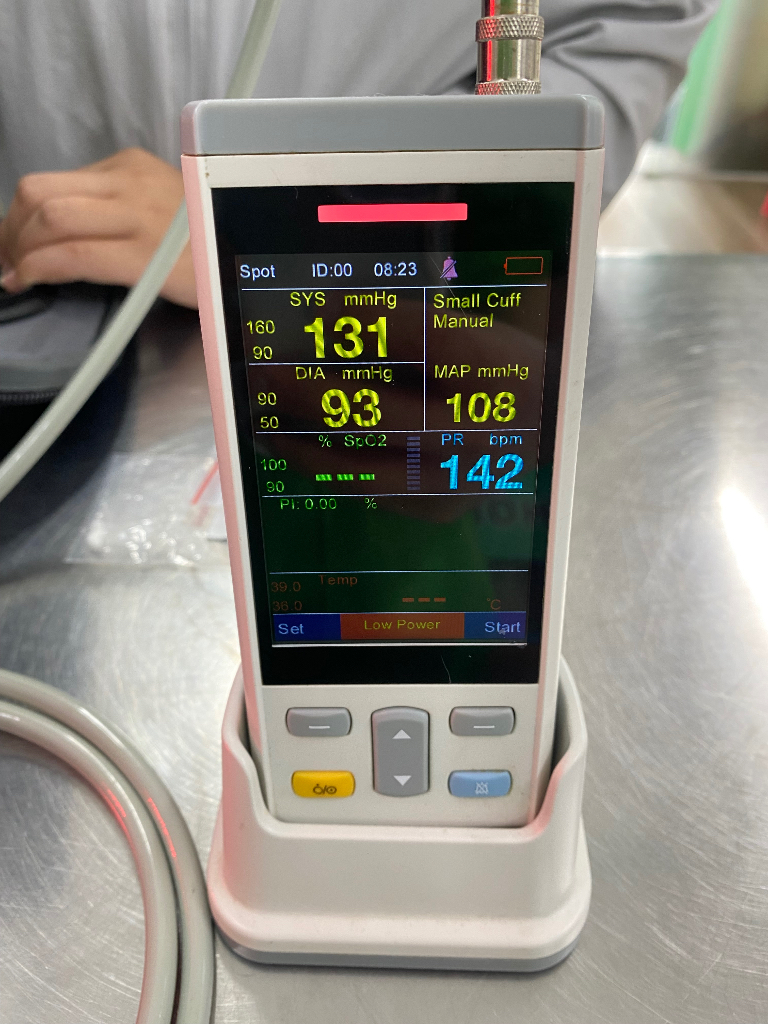 Spot ID:00 08:23
SYS mmHg
160
90
131
Small Cuff
Manual
DIA mmHg
90
50
93
MAP mmHg
108
% SpO2
100
90
---
PR bpm
142
PI: 0.00 %
Temp
39.0
36.0
---
°C
Set Low Power Start